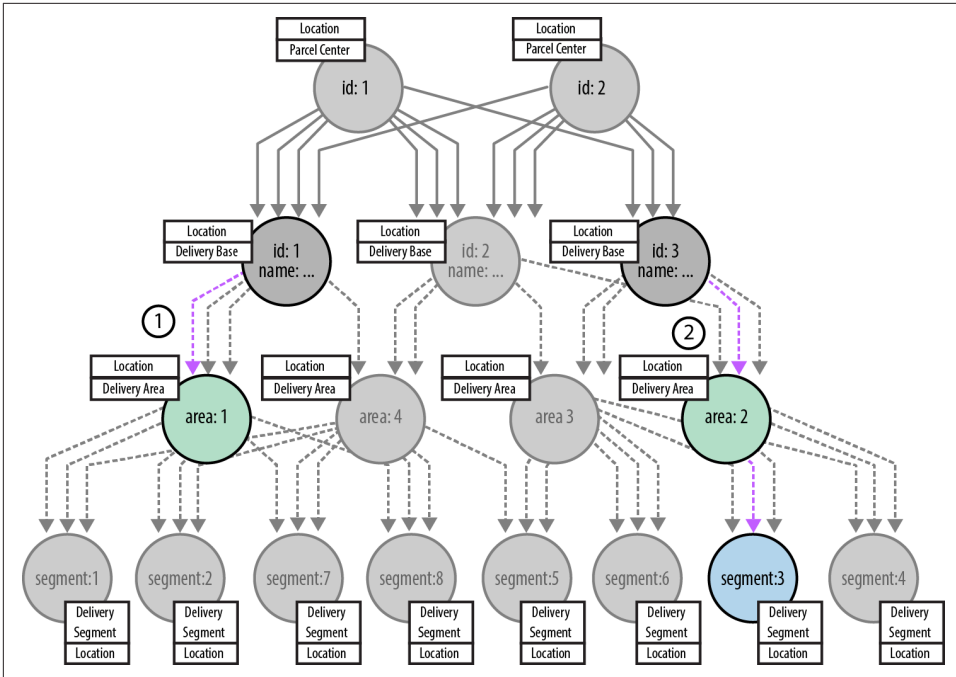 Location
Parcel Center
id: 1
Location
Parcel Center
id: 2
Location
Delivery Base
id: 1
name: ...
Location
Delivery Base
id: 2
name: ...
Location
Delivery Base
id: 3
name: ...
1
2
Location
Delivery Area
area: 1
Location
Delivery Area
area: 4
Location
Delivery Area
area 3
Location
Delivery Area
area: 2
segment:1
Delivery
Segment
Location
segment:2
Delivery
Segment
Location
segment:7
Delivery
Segment
Location
segment:8
Delivery
Segment
Location
segment:5
Delivery
Segment
Location
segment:6
Delivery
Segment
Location
segment:3
Delivery
Segment
Location
segment:4
Delivery
Segment
Location